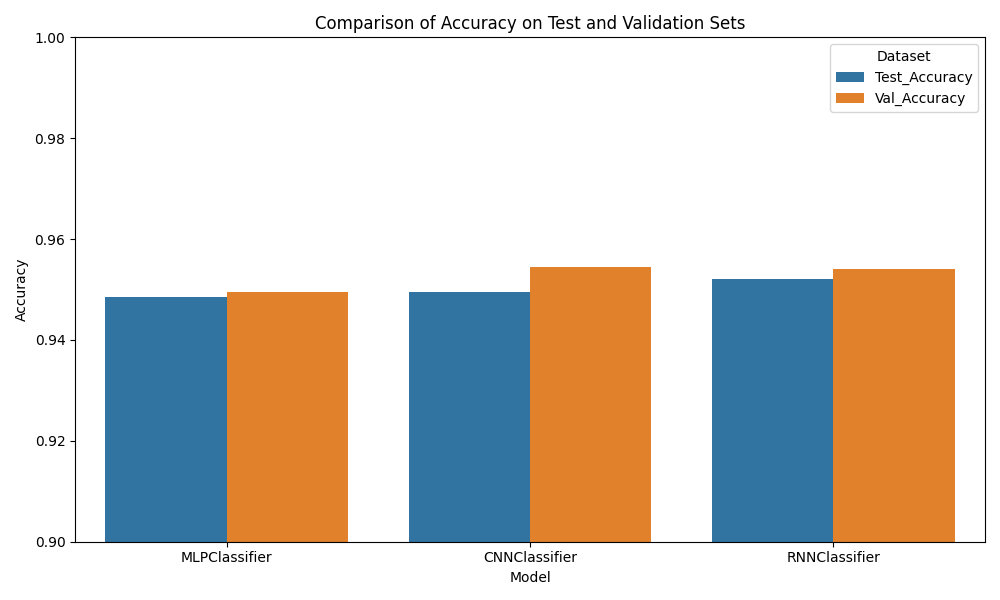 Comparison of Accuracy on Test and Validation Sets
1.00
0.98
0.96
0.94
0.92
0.90
Accuracy
Dataset
Test_Accuracy
Val_Accuracy
MLPClassifier
CNNClassifier
RNNClassifier
Model